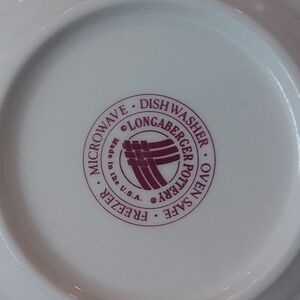 MICROWAVE · DISHWASHER · OVEN SAFE · FREEZER ·
© LONGABERGER POTTERY ®
Made in the U.S.A.